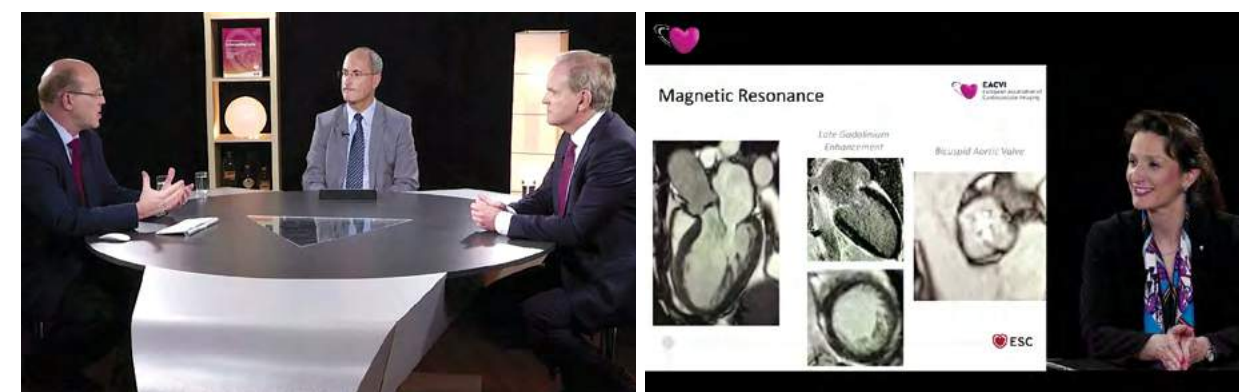 Magnetic Resonance
EACVI
European Association of
Cardiovascular Imaging
Late Gadolinium
Enhancement
Bicuspid Aortic Valve
ESC